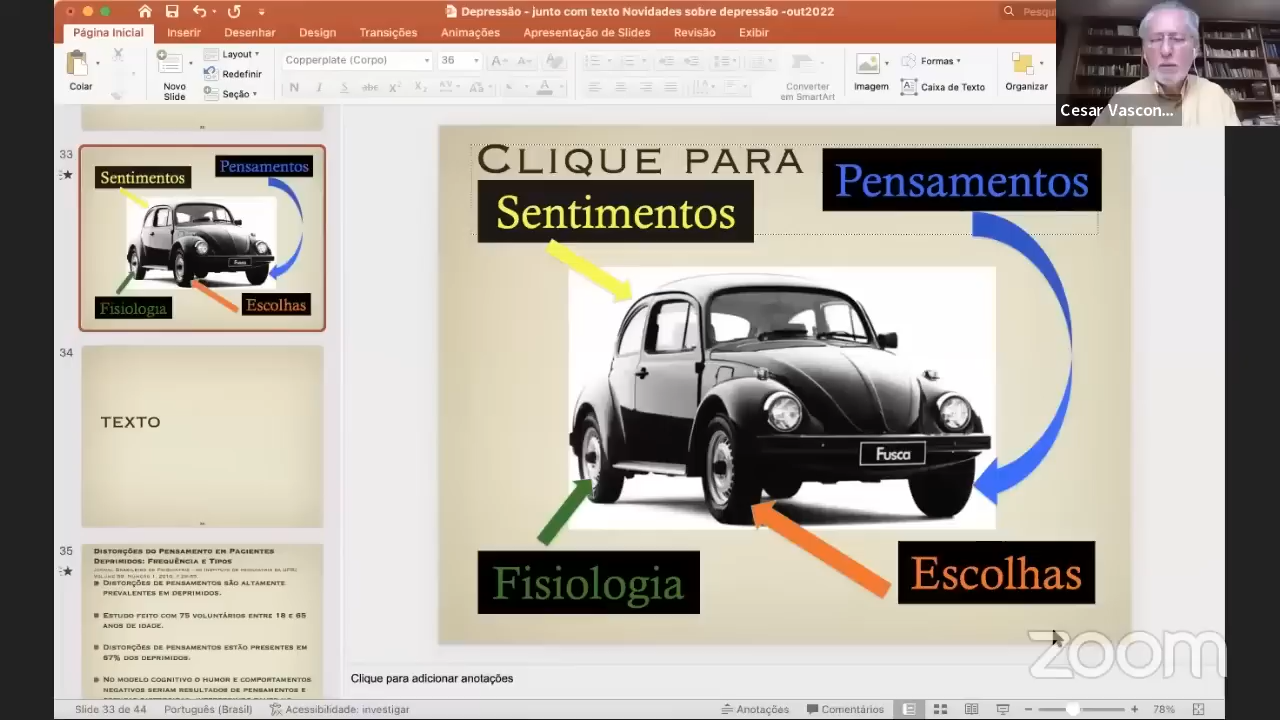 Depressão - junto com texto Novidades sobre depressão -out2022
Pesqu
Página Inicial
Inserir
Desenhar
Design
Transições
Animações
Apresentação de Slides
Revisão
Exibir
Colar
Novo
Slide
Layout
Redefinir
Seção
Copperplate (Corpo)
36
Converter
em SmartArt
Imagem
Formas
Caixa de Texto
Organizar
Cesar Vascon...
33
Sentimentos
Pensamentos
Fusca
Fisiologia
Escolhas
34
TEXTO
35
Distorções do Pensamento em Pacientes
Deprimidos: Frequência e Tipos
Distorções de pensamentos são altamente
prevalentes em deprimidos.
Estudo feito com 75 voluntários entre 18 e 65
anos de idade.
Distorções de pensamentos estão presentes em
67% dos deprimidos.
No modelo cognitivo o humor e comportamentos
negativos seriam resultados de pensamentos e
Clique para
Sentimentos
Pensamentos
Fusca
Fisiologia
Escolhas
zoom
Clique para adicionar anotações
Slide 33 de 44
Português (Brasil)
Acessibilidade: investigar
Anotações
Comentários
78%